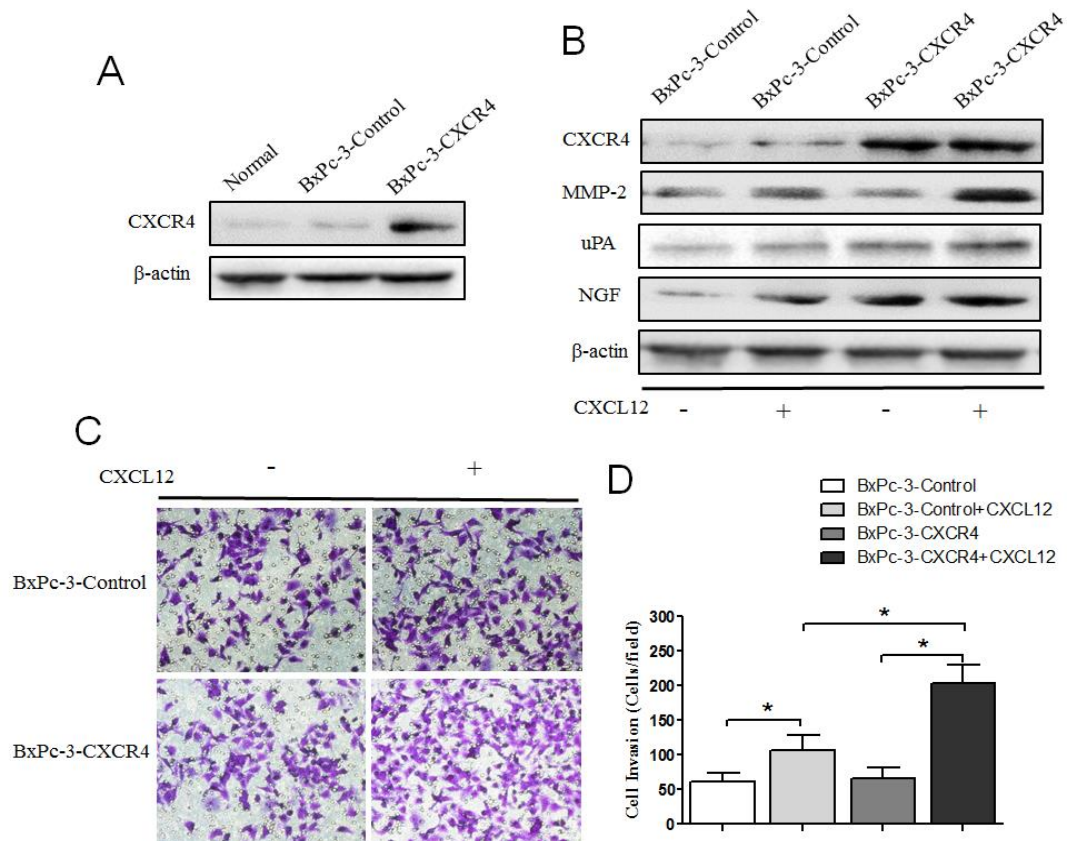 A
Normal
BxPc-3-Control
BxPc-3-CXCR4
CXCR4
β-actin
B
BxPc-3-Control
BxPc-3-Control
BxPc-3-CXCR4
BxPc-3-CXCR4
CXCR4
MMP-2
uPA
NGF
β-actin
CXCL12 - + - +
C
CXCL12 - +
BxPc-3-Control
BxPc-3-CXCR4
D
BxPc-3-Control
BxPc-3-Control+CXCL12
BxPc-3-CXCR4
BxPc-3-CXCR4+CXCL12
Cell Invasion (Cells/field)
300
250
200
150
100
50
0
*
*
*